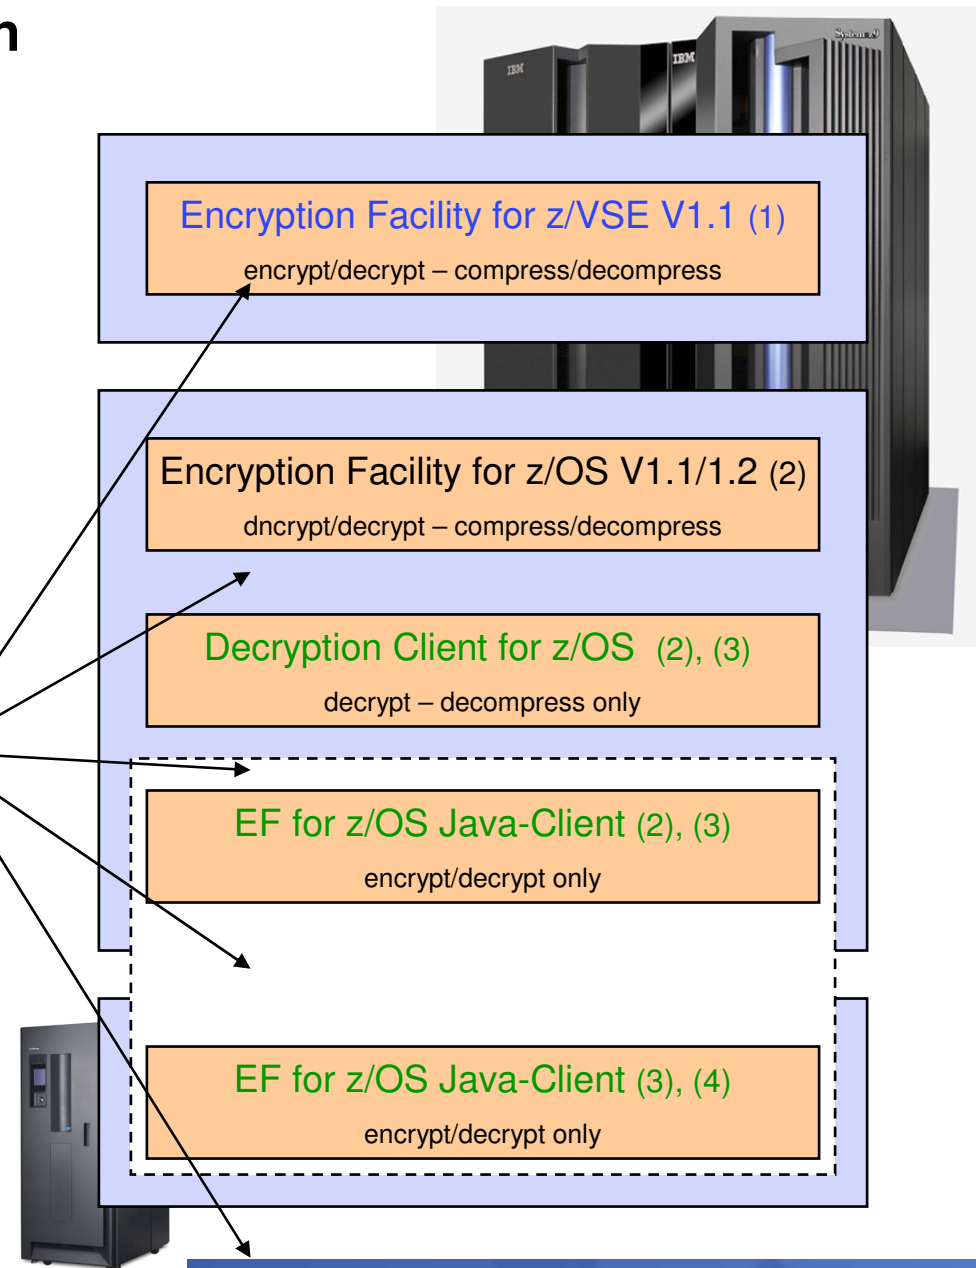 n
System z9
IBM
IBM
Encryption Facility for z/VSE V1.1 (1)
encrypt/decrypt – compress/decompress
Encryption Facility for z/OS V1.1/1.2 (2)
dncrypt/decrypt – compress/decompress
Decryption Client for z/OS (2), (3)
decrypt – decompress only
EF for z/OS Java-Client (2), (3)
encrypt/decrypt only
EF for z/OS Java-Client (3), (4)
encrypt/decrypt only